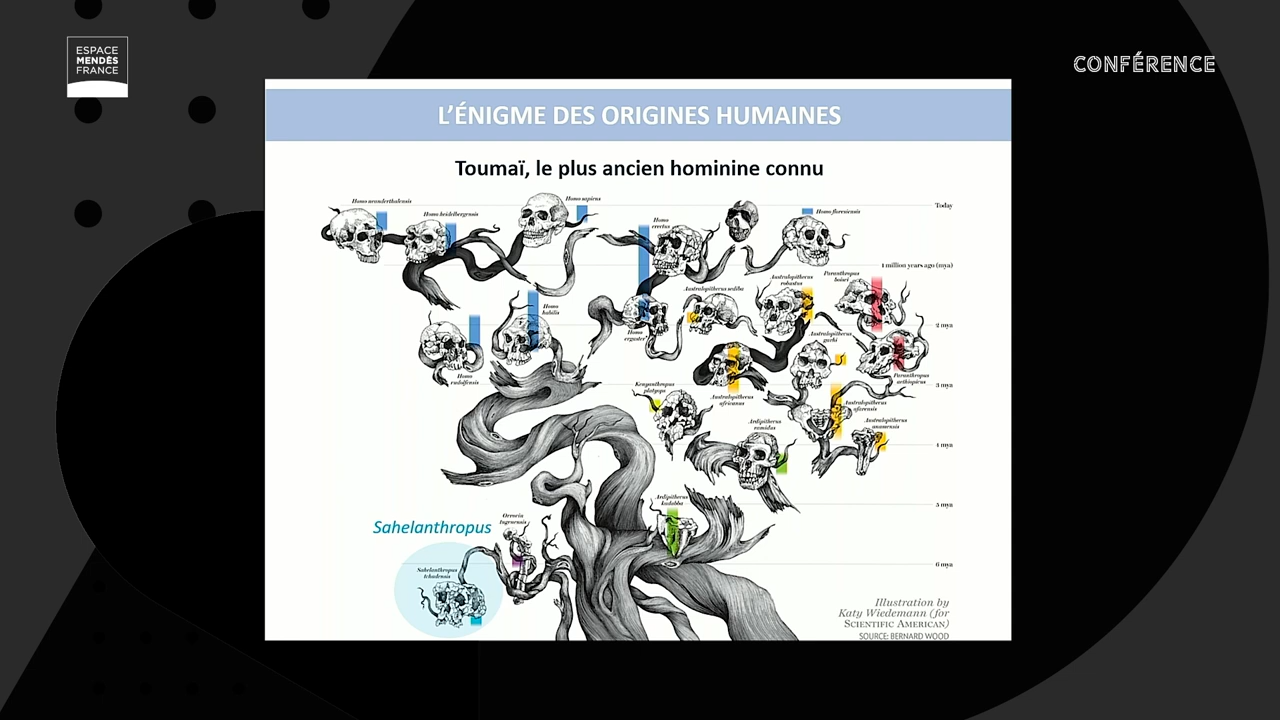 ESPACE
MENDÈS
FRANCE
CONFÉRENCE
L'ÉNIGME DES ORIGINES HUMAINES
Toumaï, le plus ancien hominine connu
Homo neanderthalensis
Homo heidelbergensis
Homo sapiens
Homo
erectus
Homo floresiensis
Today
1 million years ago (mya)
Australopithecus sediba
Australopithecus
robustus
Paranthropus
boisei
Homo
habilis
Homo
ergaster
2 mya
Australopithecus
garhi
Homo
rudolfensis
Paranthropus
aethiopicus
3 mya
Kenyanthropus
platyops
Australopithecus
africanus
Australopithecus
afarensis
Australopithecus
anamensis
Ardipithecus
ramidus
4 mya
Ardipithecus
kadabba
5 mya
Sahelanthropus
Orrorin
tugenensis
6 mya
Sahelanthropus
tchadensis
Illustration by
Katy Wiedemann (for
SCIENTIFIC AMERICAN)
SOURCE: BERNARD WOOD